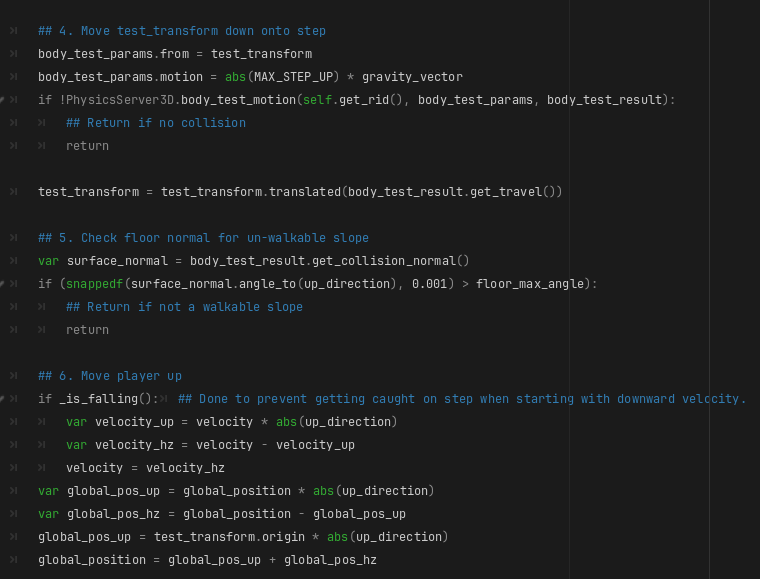 ## 4. Move test_transform down onto step
body_test_params.from = test_transform
body_test_params.motion = abs(MAX_STEP_UP) * gravity_vector
if !PhysicsServer3D.body_test_motion(self.get_rid(), body_test_params, body_test_result):
## Return if no collision
return
test_transform = test_transform.translated(body_test_result.get_travel())
## 5. Check floor normal for un-walkable slope
var surface_normal = body_test_result.get_collision_normal()
if (snappedf(surface_normal.angle_to(up_direction), 0.001) > floor_max_angle):
## Return if not a walkable slope
return
## 6. Move player up
if _is_falling(): ## Done to prevent getting caught on step when starting with downward velocity.
var velocity_up = velocity * abs(up_direction)
var velocity_hz = velocity - velocity_up
velocity = velocity_hz
var global_pos_up = global_position * abs(up_direction)
var global_pos_hz = global_position - global_pos_up
global_pos_up = test_transform.origin * abs(up_direction)
global_position = global_pos_up + global_pos_hz